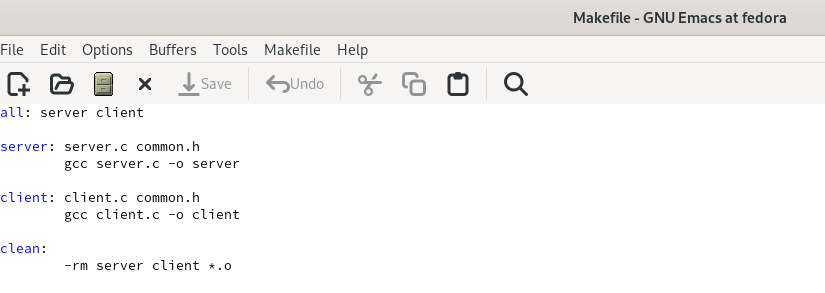 Makefile - GNU Emacs at fedora
File Edit Options Buffers Tools Makefile Help
Save Undo
all: server client
server: server.c common.h
gcc server.c -o server
client: client.c common.h
gcc client.c -o client
clean:
-rm server client *.o